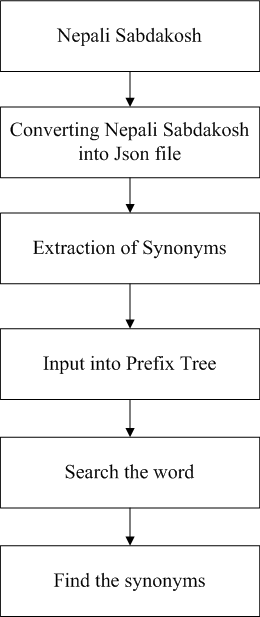 Nepali Sabdakosh
Converting Nepali Sabdakosh
into Json file
Extraction of Synonyms
Input into Prefix Tree
Search the word
Find the synonyms